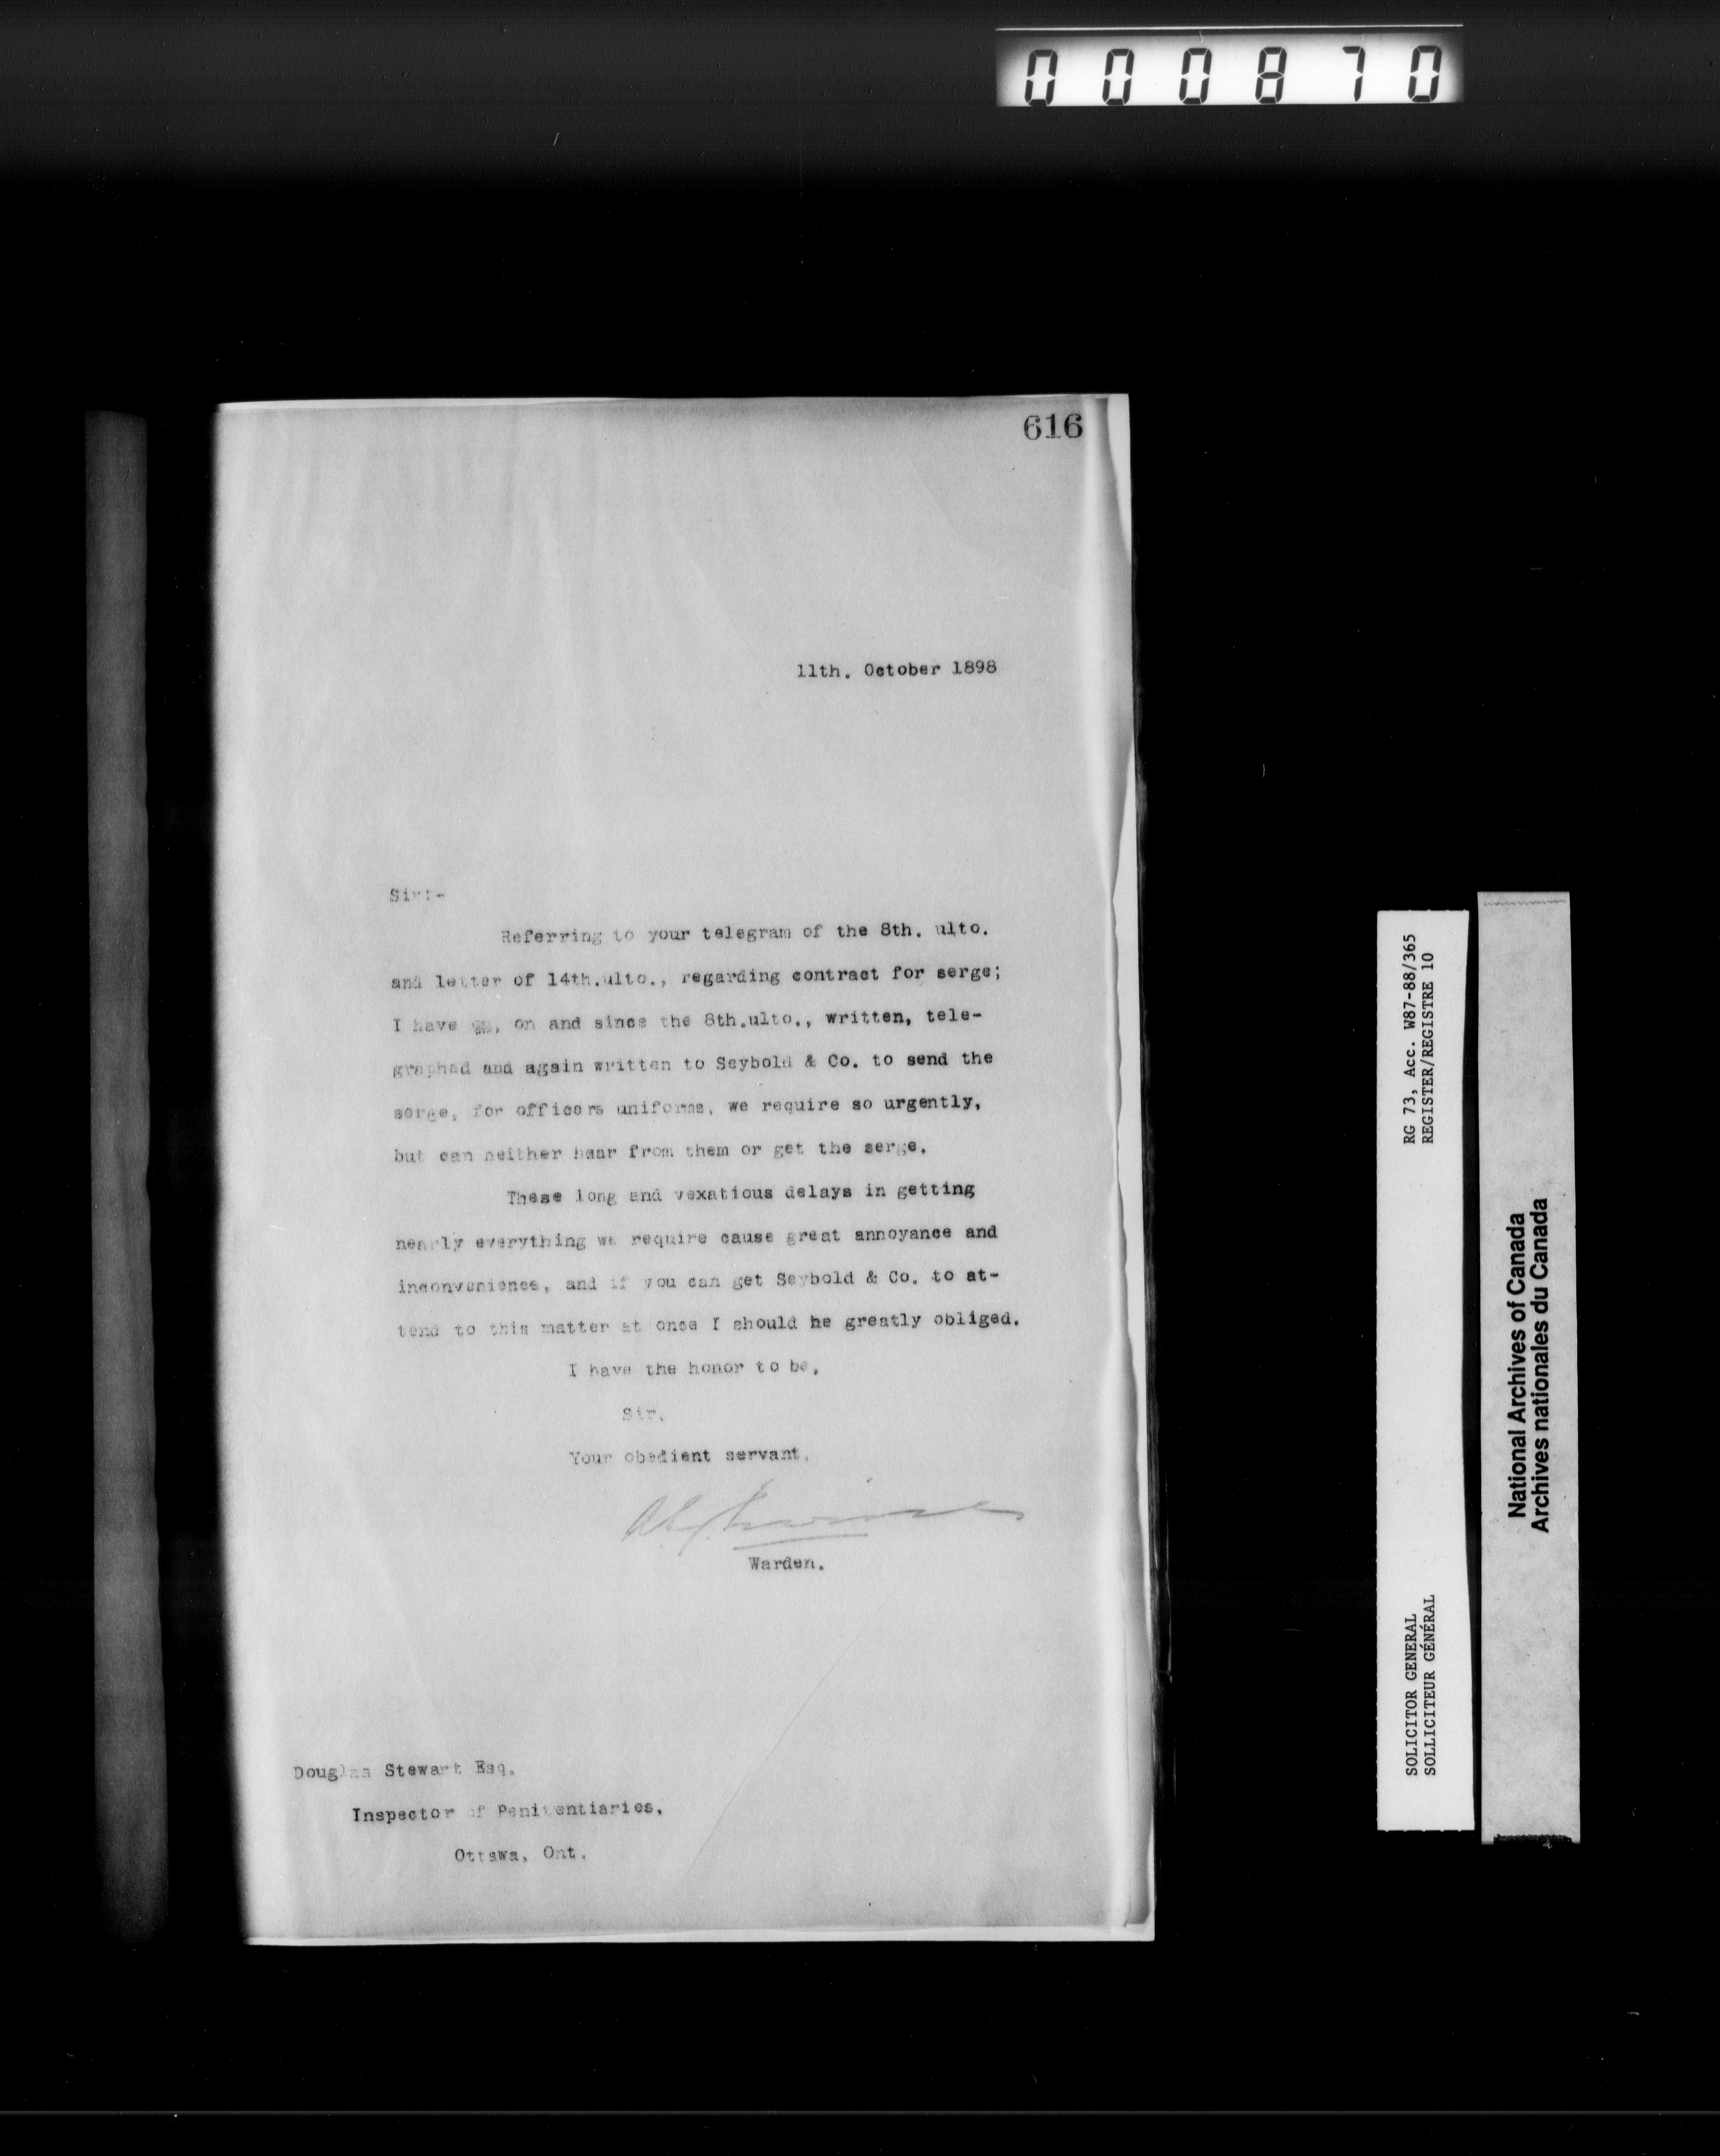 000870
616
11th. October 1898
Sir:-
Referring to your telegram of the 8th. ulto.
and letter of 14th.ulto., regarding contract for serge;
I have , on and since the 8th.ulto., written, tele-
graphed and again written to Seybold & Co. to send the
serge, for officers uniforms, we require so urgently,
but can neither haar from them or get the serge.
These long and vexatious delays in getting
nearly everything we require cause great annoyance and
inconvenience, and if you can get Seybold & Co. to at-
tend to this matter at once I should he greatly obliged.
I have the honor to be,
Sir,
Your obedient servant,
Warden.
Douglas Stewart Esq.
Inspector of Penitentiaries,
Ottawa, Ont.
RG 73, Acc. W87-88/365
REGISTER/REGISTRE 10
SOLICITOR GENERAL
SOLLICITEUR GÉNÉRAL
National Archives of Canada
Archives nationales du Canada